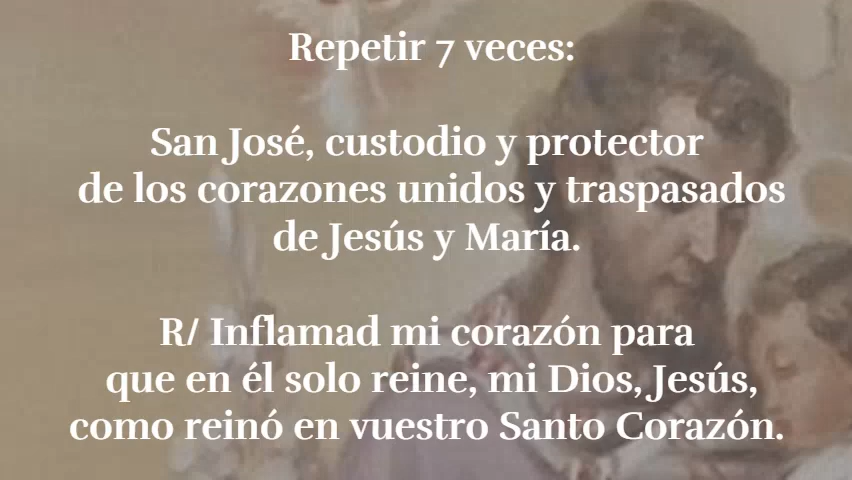 Repetir 7 veces:
San José, custodio y protector
de los corazones unidos y traspasados
de Jesús y María.
R/ Inflamad mi corazón para
que en él solo reine, mi Dios, Jesús,
como reinó en vuestro Santo Corazón.